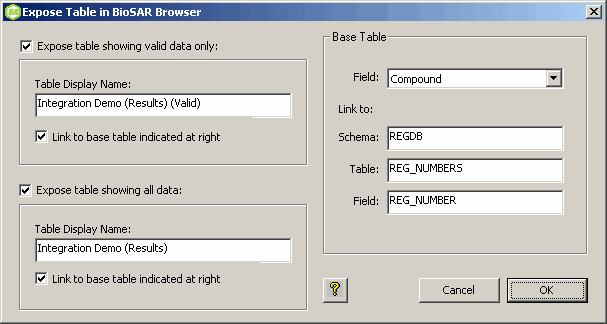 Expose Table in BioSAR Browser
Expose table showing valid data only:
Table Display Name:
Integration Demo (Results) (Valid)
Link to base table indicated at right
Expose table showing all data:
Table Display Name:
Integration Demo (Results)
Link to base table indicated at right
Base Table
Field: Compound
Link to:
Schema: REGDB
Table: REG_NUMBERS
Field: REG_NUMBER
? Cancel OK